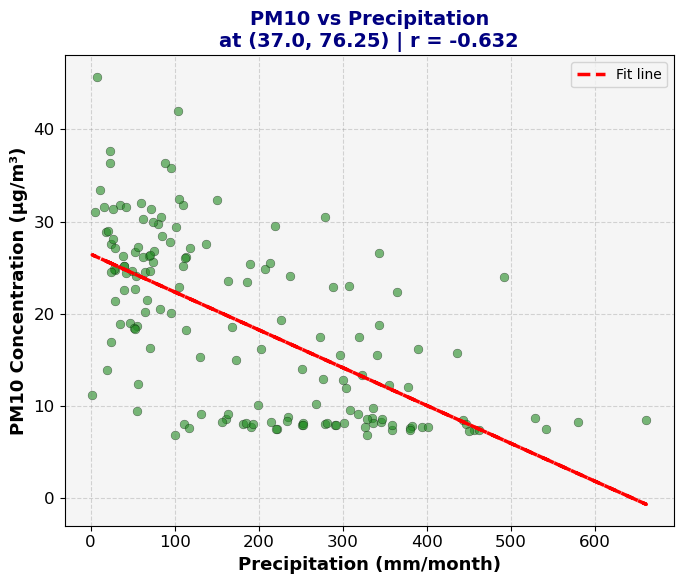 PM10 vs Precipitation
at (37.0, 76.25) | r = -0.632
Fit line
PM10 Concentration (µg/m³)
40
30
20
10
0
0 100 200 300 400 500 600
Precipitation (mm/month)